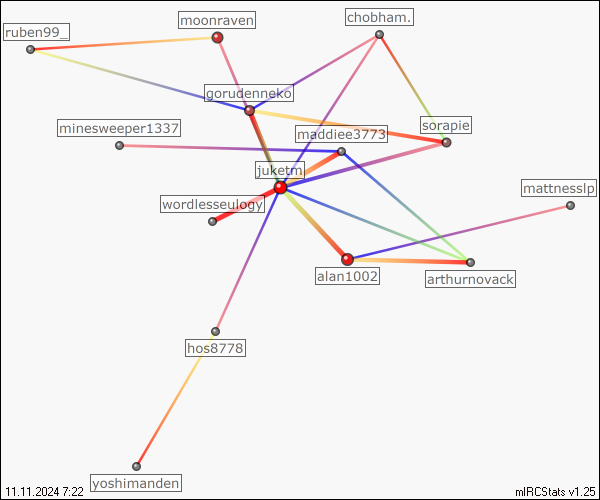 chobham.
moonraven
ruben99_
gorudenneko
sorapie
minesweeper1337
maddiee3773
juketm
mattnesslp
wordlesseulogy
alan1002
arthurnovack
hos8778
yoshimanden
11.11.2024 7:22
mIRCStats v1.25